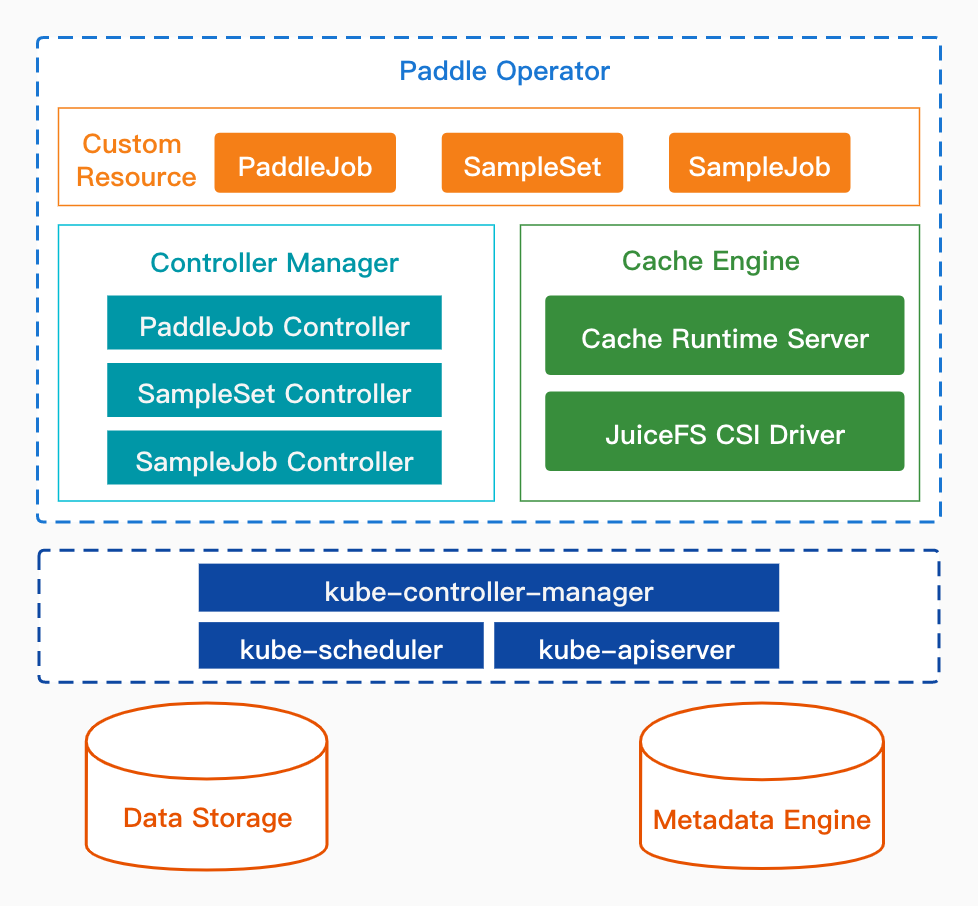 Paddle Operator
Custom
Resource
PaddleJob
SampleSet
SampleJob
Controller Manager
PaddleJob Controller
SampleSet Controller
SampleJob Controller
Cache Engine
Cache Runtime Server
JuiceFS CSI Driver
kube-controller-manager
kube-scheduler
kube-apiserver
Data Storage
Metadata Engine